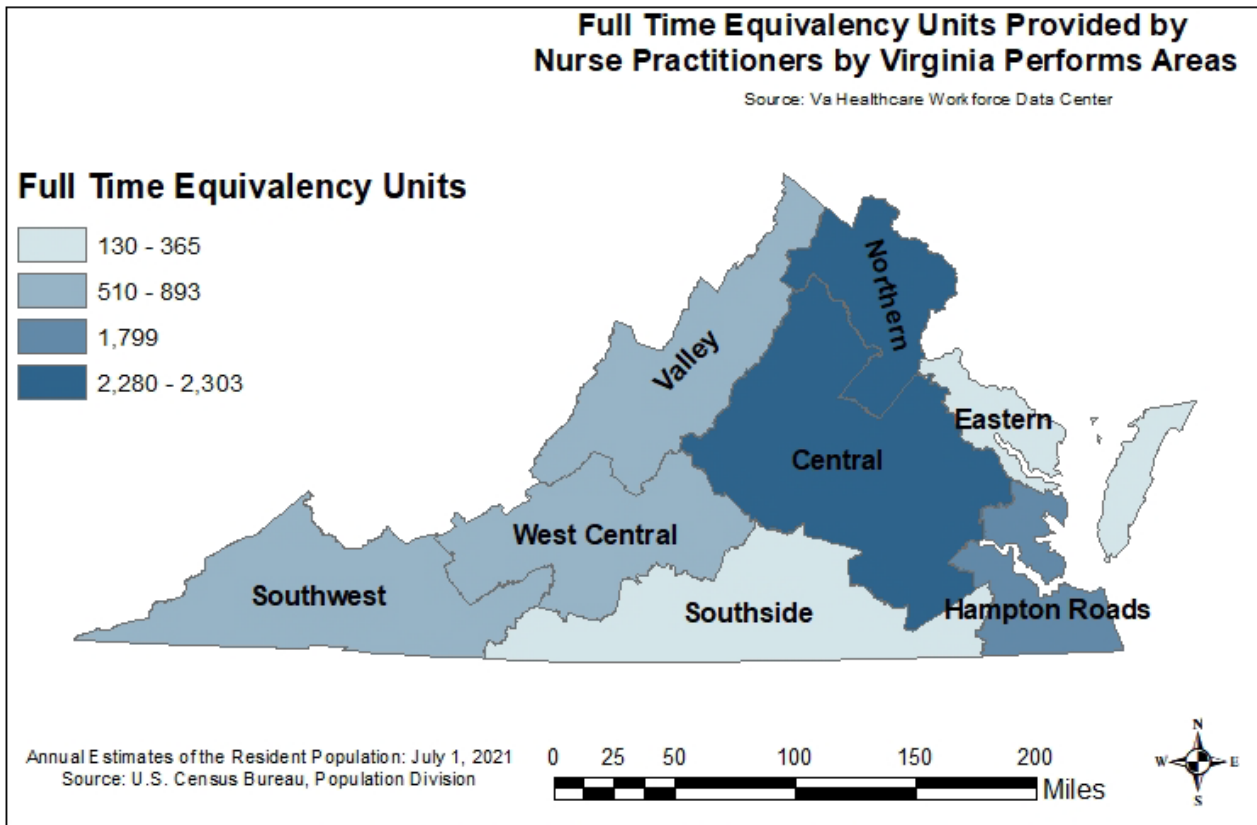 Full Time Equivalency Units Provided by
Nurse Practitioners by Virginia Performs Areas
Source: Va Healthcare Workforce Data Center
Full Time Equivalency Units
130 - 365
510 - 893
1,799
2,280 - 2,303
Northern
Valley
Eastern
Central
West Central
Southwest
Southside
Hampton Roads
Annual Estimates of the Resident Population: July 1, 2021
Source: U.S. Census Bureau, Population Division
0 25 50 100 150 200
Miles
N
W E
S